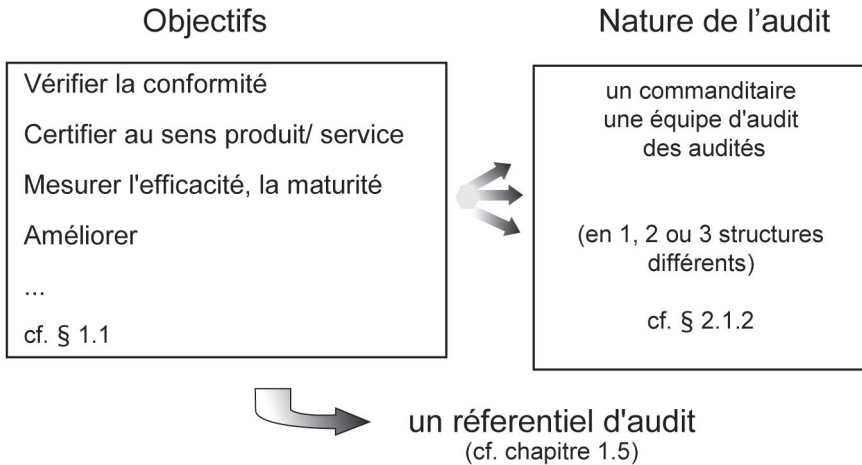 Objectifs
Vérifier la conformité
Certifier au sens produit/ service
Mesurer l'efficacité, la maturité
Améliorer
...
cf. § 1.1
Nature de l’audit
un commanditaire
une équipe d'audit
des audités
(en 1, 2 ou 3 structures
différents)
cf. § 2.1.2
un réferentiel d'audit
(cf. chapitre 1.5)